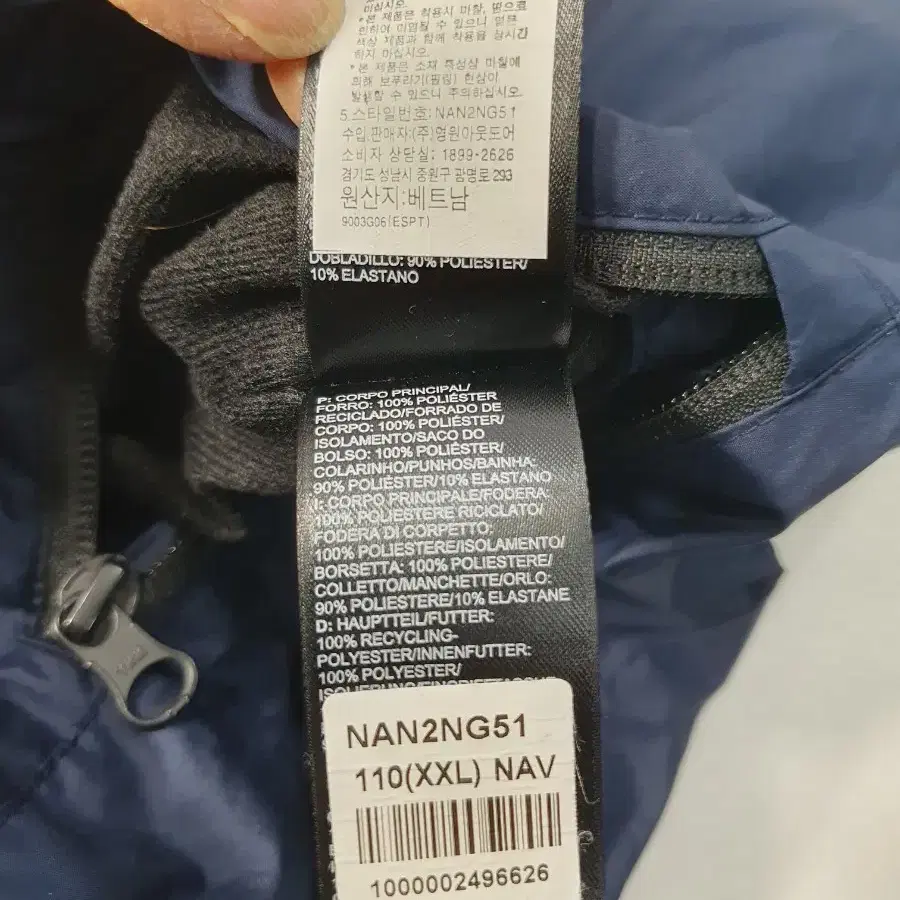 마십시오.
*본 제품은 착용시 마찰, 땀으로
인하여 이염될 수 있으니 밝은
색상 제품과 함께 착용을 삼시간
하지 마십시오.
*본 제품은 소재 특성상 마찰에
의해 보푸라기(필링) 현상이
발생할 수 있으니 주의하십시오.
5.스타일번호: NAN2NG51
수입,판매자:(주)영원아웃도어
소비자 상담실: 1899-2626
경기도 성남시 중원구 광명로 293
원산지:베트남
9003G06(ESPT)
DOBLADILLO: 90% POLIÉSTER/
10% ELASTANO
P: CORPO PRINCIPAL/
FORRO: 100% POLIÉSTER
RECICLADO/FORRADO DE
CORPO: 100% POLIÉSTER/
ISOLAMENTO/SACO DO
BOLSO: 100% POLIÉSTER/
COLARINHO/PUNHOS/BAINHA:
90% POLIÉSTER/10% ELASTANO
I: CORPO PRINCIPALE/FODERA:
100% POLIESTERE RICICLATO/
FODERA DI CORPETTO:
100% POLIESTERE/ISOLAMENTO/
BORSETTA: 100% POLIESTERE/
COLLETTO/MANCHETTE/ORLO:
90% POLIESTERE/10% ELASTANE
D: HAUPTTEIL/FUTTER:
100% RECYCLING-
POLYESTER/INNENFUTTER:
100% POLYESTER/
NAN2NG51
110(XXL) NAV
1000002496626
YKK